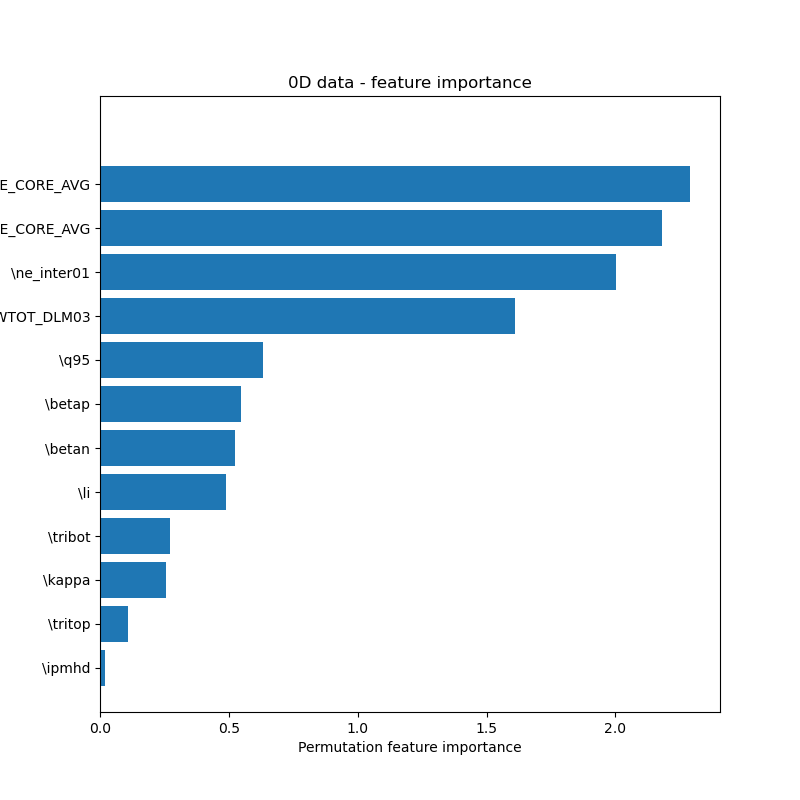 0D data - feature importance
E_CORE_AVG
E_CORE_AVG
\ne_inter01
WTOT_DLM03
\q95
\betap
\betan
\li
\tribot
\kappa
\tritop
\ipmhd
0.0 0.5 1.0 1.5 2.0
Permutation feature importance